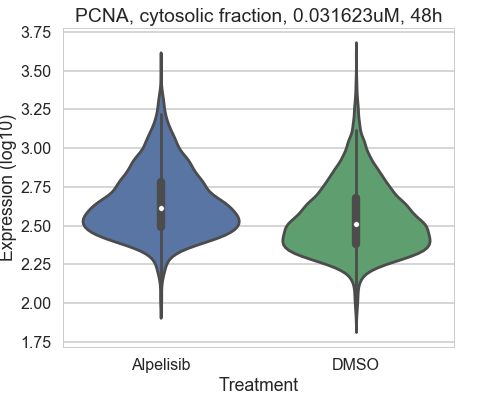 PCNA, cytosolic fraction, 0.031623uM, 48h
3.75
3.50
3.25
3.00
2.75
2.50
2.25
2.00
1.75
Expression (log10)
Alpelisib
DMSO
Treatment